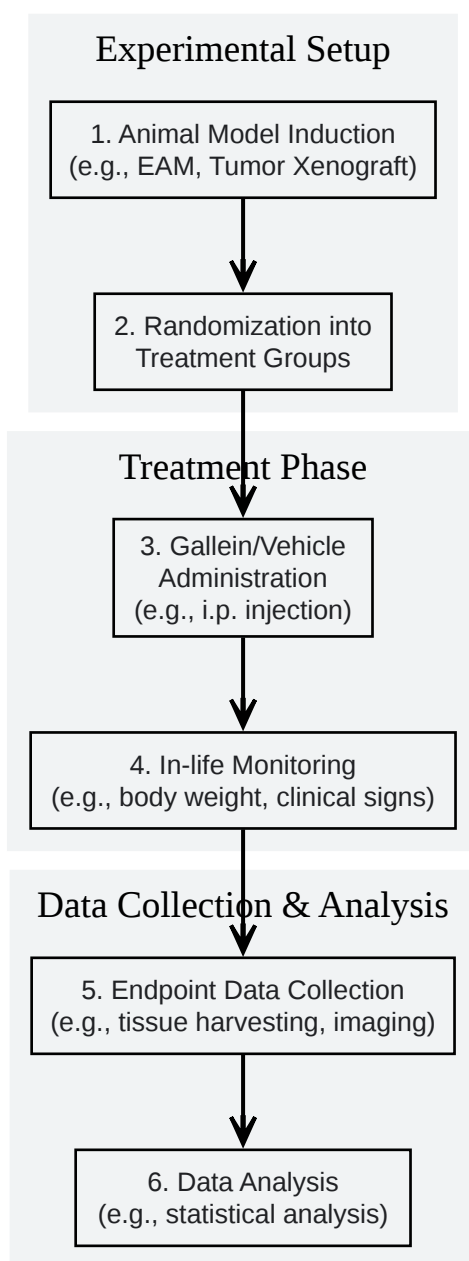 Experimental Setup
1. Animal Model Induction
(e.g., EAM, Tumor Xenograft)
2. Randomization into
Treatment Groups
Treatment Phase
3. Gallein/Vehicle
Administration
(e.g., i.p. injection)
4. In-life Monitoring
(e.g., body weight, clinical signs)
Data Collection & Analysis
5. Endpoint Data Collection
(e.g., tissue harvesting, imaging)
6. Data Analysis
(e.g., statistical analysis)